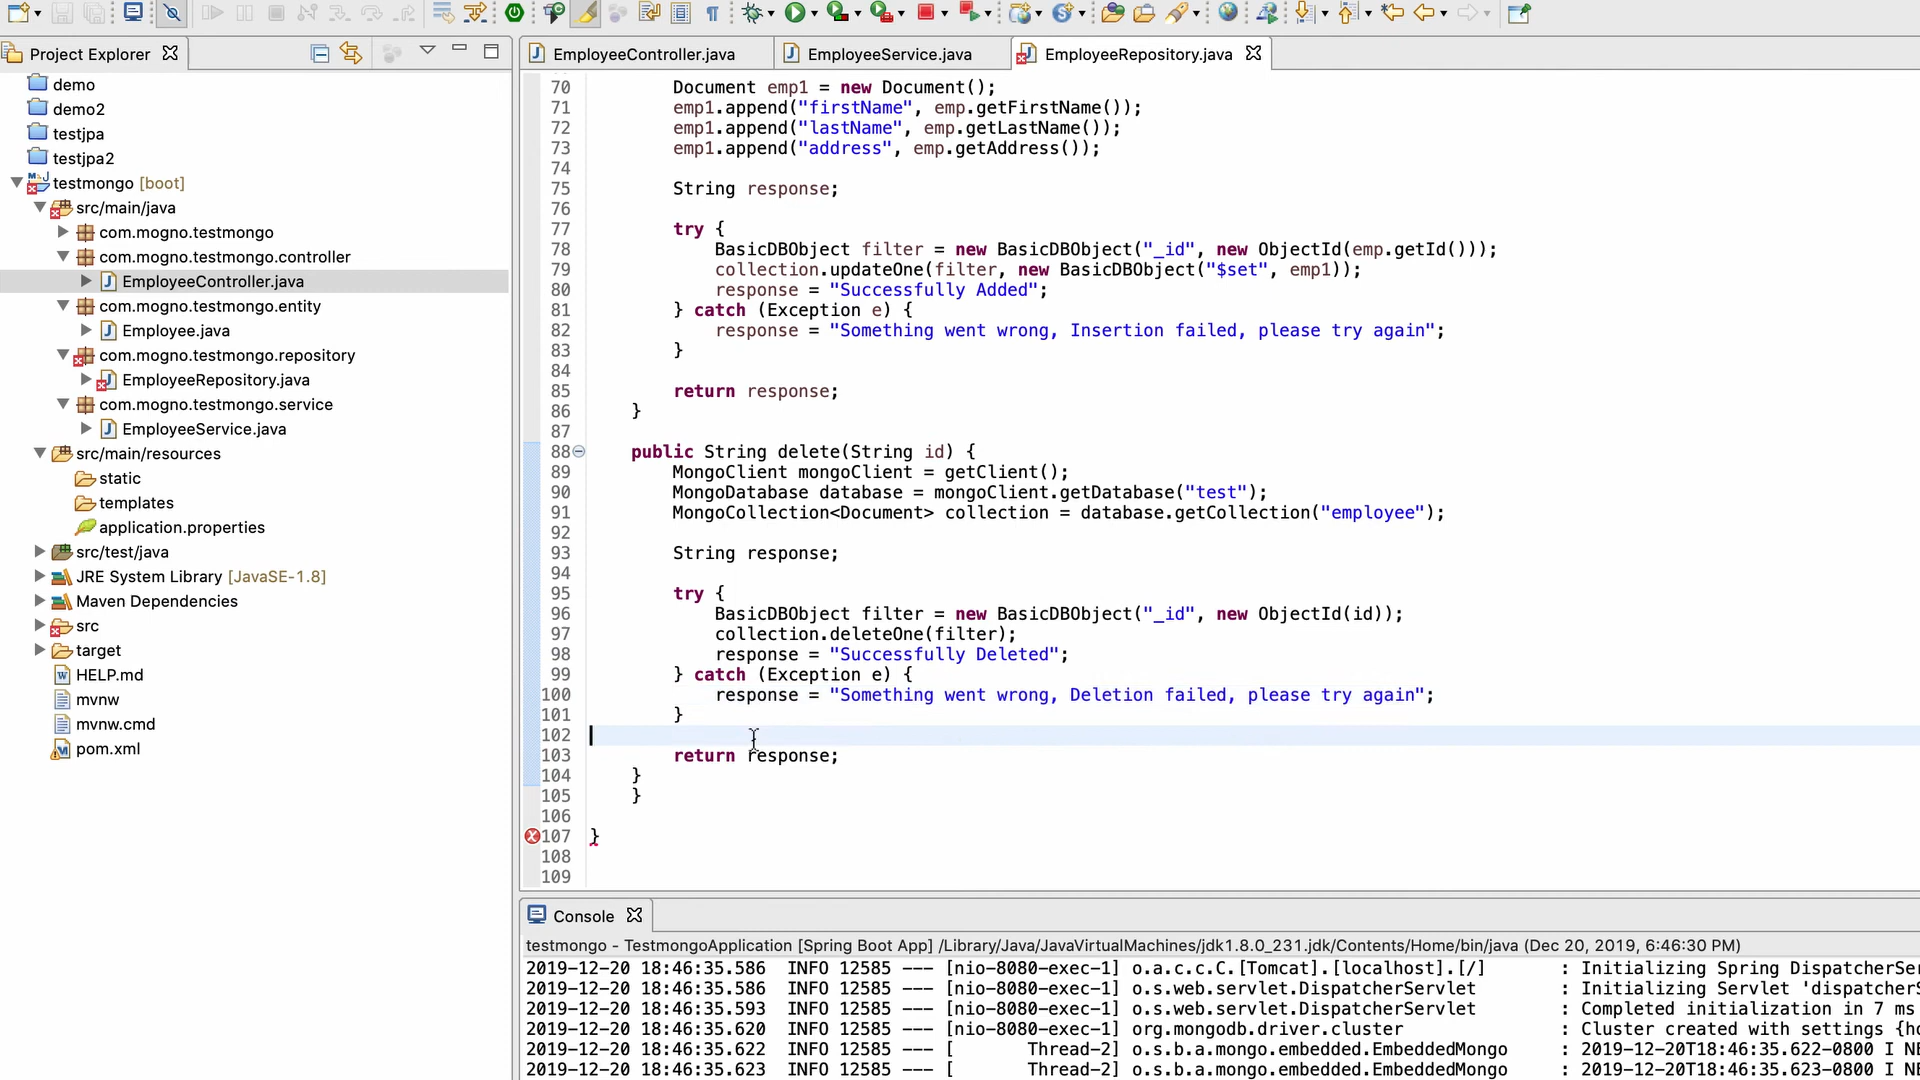 Project Explorer
demo
demo2
testjpa
testjpa2
testmongo [boot]
src/main/java
com.mogno.testmongo
com.mogno.testmongo.controller
EmployeeController.java
com.mogno.testmongo.entity
Employee.java
com.mogno.testmongo.repository
EmployeeRepository.java
com.mogno.testmongo.service
EmployeeService.java
src/main/resources
static
templates
application.properties
src/test/java
JRE System Library [JavaSE-1.8]
Maven Dependencies
src
target
HELP.md
mvnw
mvnw.cmd
pom.xml
EmployeeController.java EmployeeService.java EmployeeRepository.java
70 Document emp1 = new Document();
71 emp1.append("firstName", emp.getFirstName());
72 emp1.append("lastName", emp.getLastName());
73 emp1.append("address", emp.getAddress());
74
75 String response;
76
77 try {
78 BasicDBObject filter = new BasicDBObject("_id", new ObjectId(emp.getId()));
79 collection.updateOne(filter, new BasicDBObject("$set", emp1));
80 response = "Successfully Added";
81 } catch (Exception e) {
82 response = "Something went wrong, Insertion failed, please try again";
83 }
84
85 return response;
86 }
87
88 public String delete(String id) {
89 MongoClient mongoClient = getClient();
90 MongoDatabase database = mongoClient.getDatabase("test");
91 MongoCollection<Document> collection = database.getCollection("employee");
92
93 String response;
94
95 try {
96 BasicDBObject filter = new BasicDBObject("_id", new ObjectId(id));
97 collection.deleteOne(filter);
98 response = "Successfully Deleted";
99 } catch (Exception e) {
100 response = "Something went wrong, Deletion failed, please try again";
101 }
102
103 return response;
104 }
105 }
106
107 }
108
109
Console
testmongo - TestmongoApplication [Spring Boot App] /Library/Java/JavaVirtualMachines/jdk1.8.0_231.jdk/Contents/Home/bin/java (Dec 20, 2019, 6:46:30 PM)
2019-12-20 18:46:35.586 INFO 12585 --- [nio-8080-exec-1] o.a.c.c.C.[Tomcat].[localhost].[/] : Initializing Spring DispatcherSer
2019-12-20 18:46:35.586 INFO 12585 --- [nio-8080-exec-1] o.s.web.servlet.DispatcherServlet : Initializing Servlet 'dispatcherS
2019-12-20 18:46:35.593 INFO 12585 --- [nio-8080-exec-1] o.s.web.servlet.DispatcherServlet : Completed initialization in 7 ms
2019-12-20 18:46:35.620 INFO 12585 --- [nio-8080-exec-1] org.mongodb.driver.cluster : Cluster created with settings {ho
2019-12-20 18:46:35.622 INFO 12585 --- [ Thread-2] o.s.b.a.mongo.embedded.EmbeddedMongo : 2019-12-20T18:46:35.622-0800 I NE
2019-12-20 18:46:35.623 INFO 12585 --- [ Thread-2] o.s.b.a.mongo.embedded.EmbeddedMongo : 2019-12-20T18:46:35.623-0800 I NE